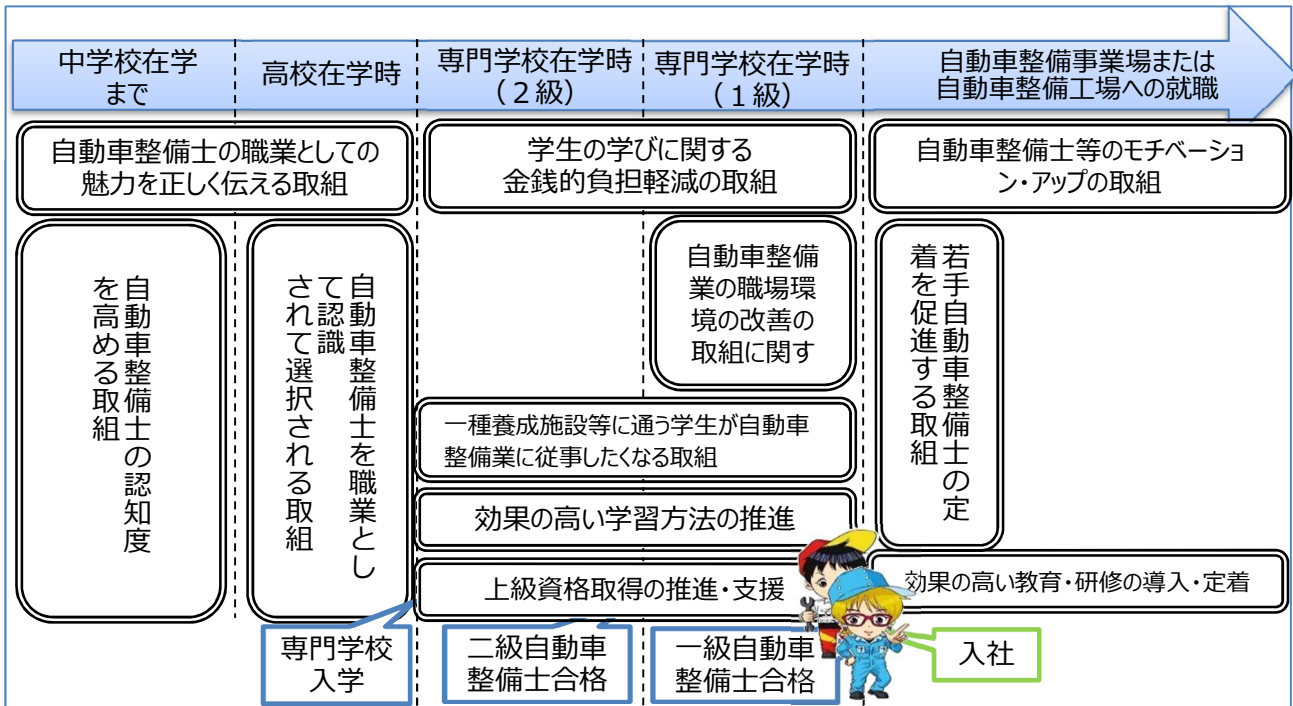 中学校在学
まで
高校在学時
専門学校在学時
（２級）
専門学校在学時
（１級）
自動車整備事業場または
自動車整備工場への就職
自動車整備士の職業としての
魅力を正しく伝える取組
学生の学びに関する
金銭的負担軽減の取組
自動車整備士等のモチベーショ
ン・アップの取組
自動車整備士の認知度
を高める取組
自動車整備士を職業とし
て認識
されて選択される取組
自動車整備
業の職場環
境の改善の
取組に関す
若手自動車整備士の定
着を促進する取組
一種養成施設等に通う学生が自動車
整備業に従事したくなる取組
効果の高い学習方法の推進
上級資格取得の推進・支援
効果の高い教育・研修の導入・定着
専門学校
入学
二級自動車
整備士合格
一級自動車
整備士合格
入社